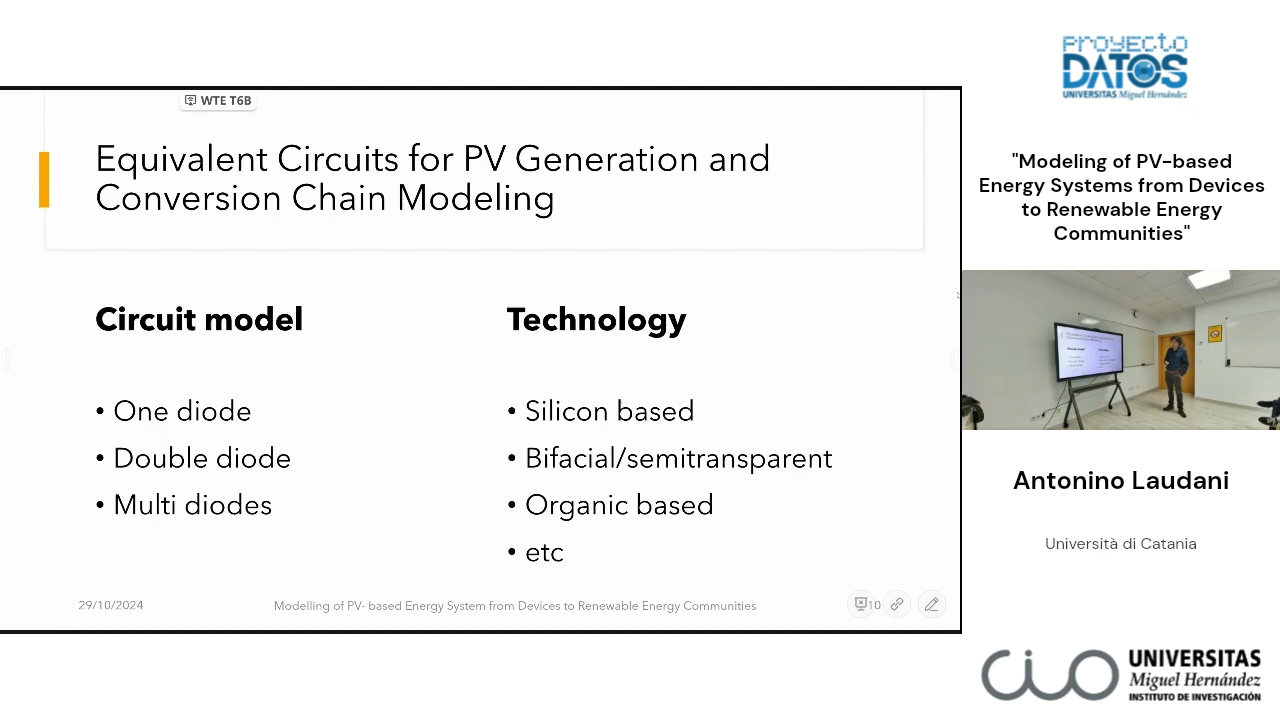 WTE T6B
Equivalent Circuits for PV Generation and
Conversion Chain Modeling
Circuit model
• One diode
• Double diode
• Multi diodes
Technology
• Silicon based
• Bifacial/semitransparent
• Organic based
• etc
29/10/2024
Modelling of PV- based Energy System from Devices to Renewable Energy Communities
10
PROYECTO
DATOS
UNIVERSITAS Miguel Hernández
"Modeling of PV-based
Energy Systems from Devices
to Renewable Energy
Communities"
Antonino Laudani
Università di Catania
cio
UNIVERSITAS
Miguel Hernández
INSTITUTO DE INVESTIGACIÓN